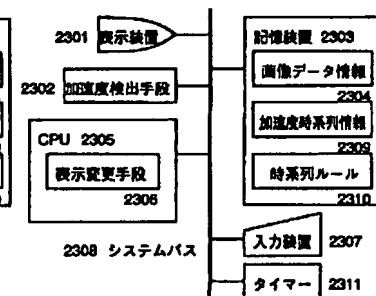 2301 表示装置
2302 加速度検出手段
CPU 2305
表示変更手段
2306
2308 システムバス
記憶装置 2303
画像データ情報
2304
加速度時系列情報
2309
時系列ルール
2310
入力装置 2307
タイマー 2311